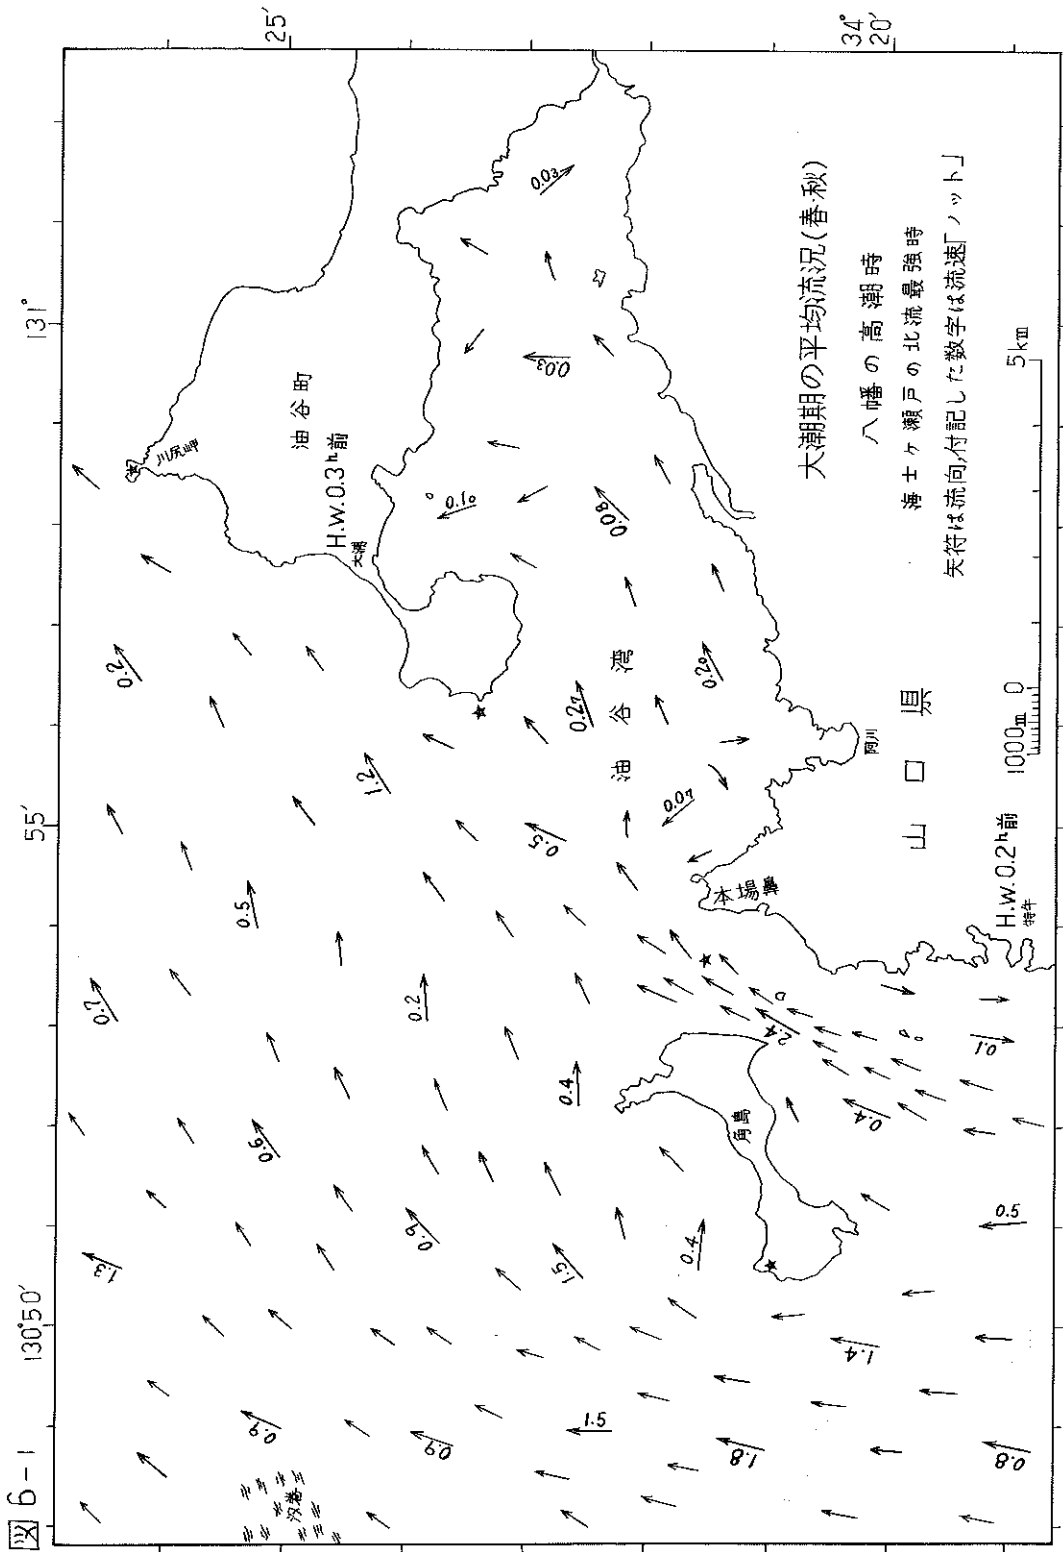 図 6-1
130°50′
55′
131°
25′
34°
20′
大潮期の平均流況(春・秋)
八幡の高潮時
海士ヶ瀬戸の北流最強時
矢符は流向,付記した数字は流速「ノット」
1000m
0
5km
川尻岬
油谷町
H.W.0.3ʰ前
大浦
油谷湾
山口県
阿川
本場鼻
H.W.0.2ʰ前
特牛
角島
汐巻
0.7
0.2
1.3
0.5
0.6
1.2
0.9
0.9
0.2
0.9
0.5
0.27
1.5
0.4
1.5
0.4
0.10
0.03
0.03
0.08
0.20
0.07
2.4
0.4
0.1
0.5
1.4
1.8
0.8